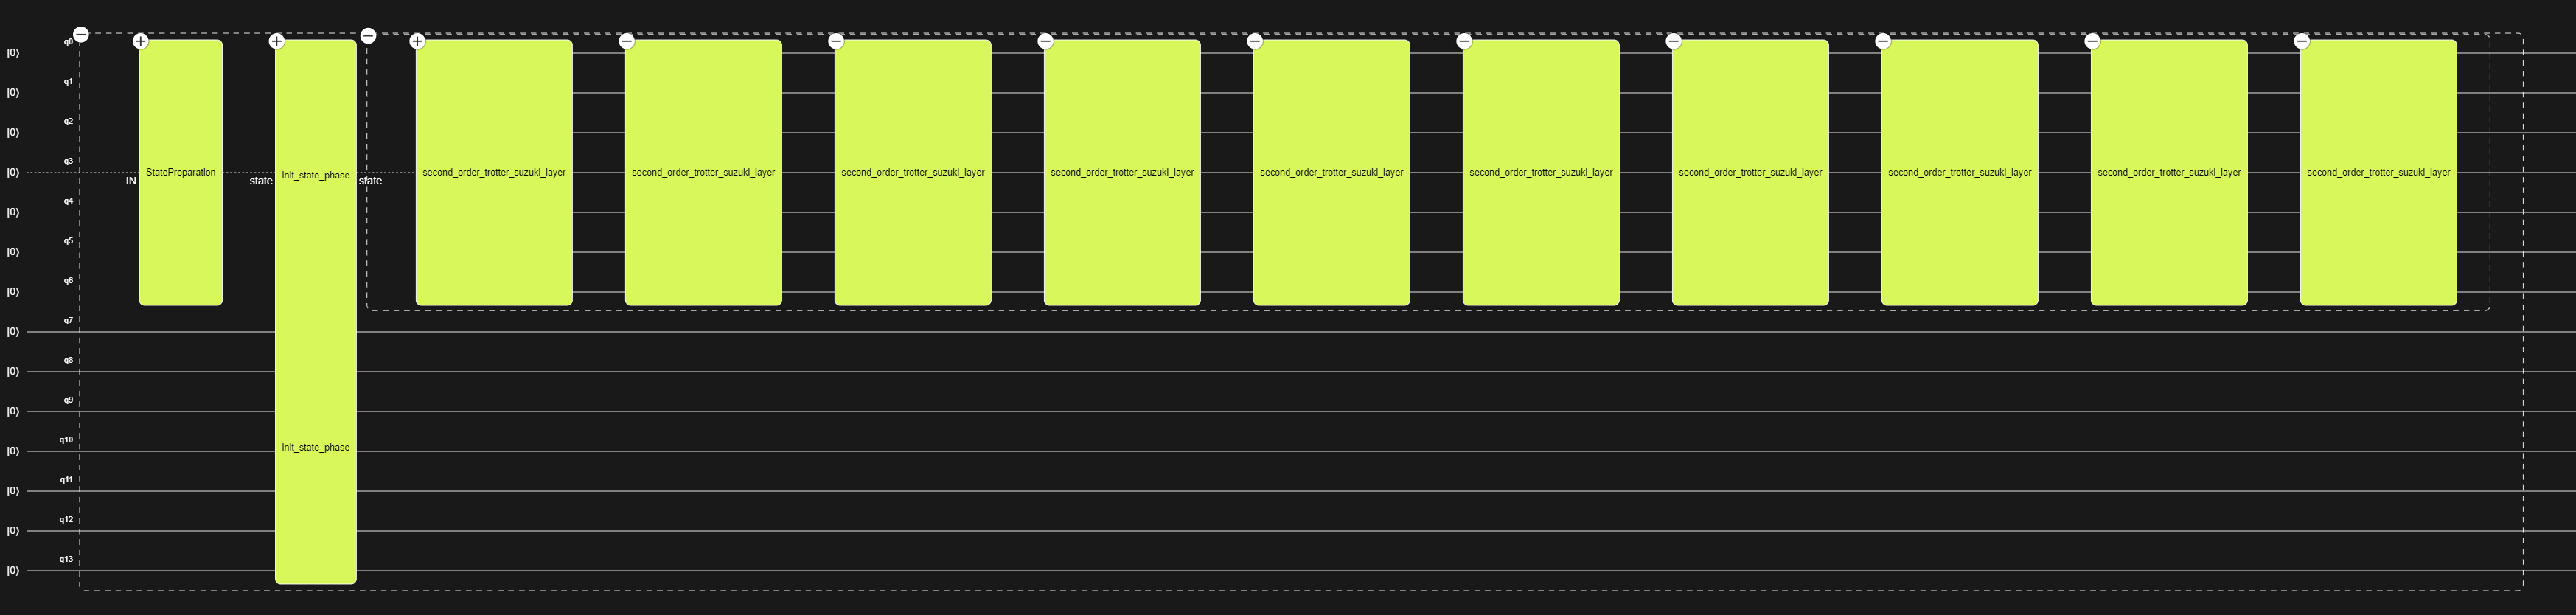 q0
|0⟩
q1
|0⟩
q2
|0⟩
q3
|0⟩ IN StatePreparation state init_state_phase state second_order_trotter_suzuki_layer second_order_trotter_suzuki_layer second_order_trotter_suzuki_layer second_order_trotter_suzuki_layer second_order_trotter_suzuki_layer second_order_trotter_suzuki_layer second_order_trotter_suzuki_layer second_order_trotter_suzuki_layer second_order_trotter_suzuki_layer second_order_trotter_suzuki_layer
q4
|0⟩
q5
|0⟩
q6
|0⟩
q7
|0⟩
q8
|0⟩
q9
|0⟩
q10
|0⟩ init_state_phase
q11
|0⟩
q12
|0⟩
q13
|0⟩